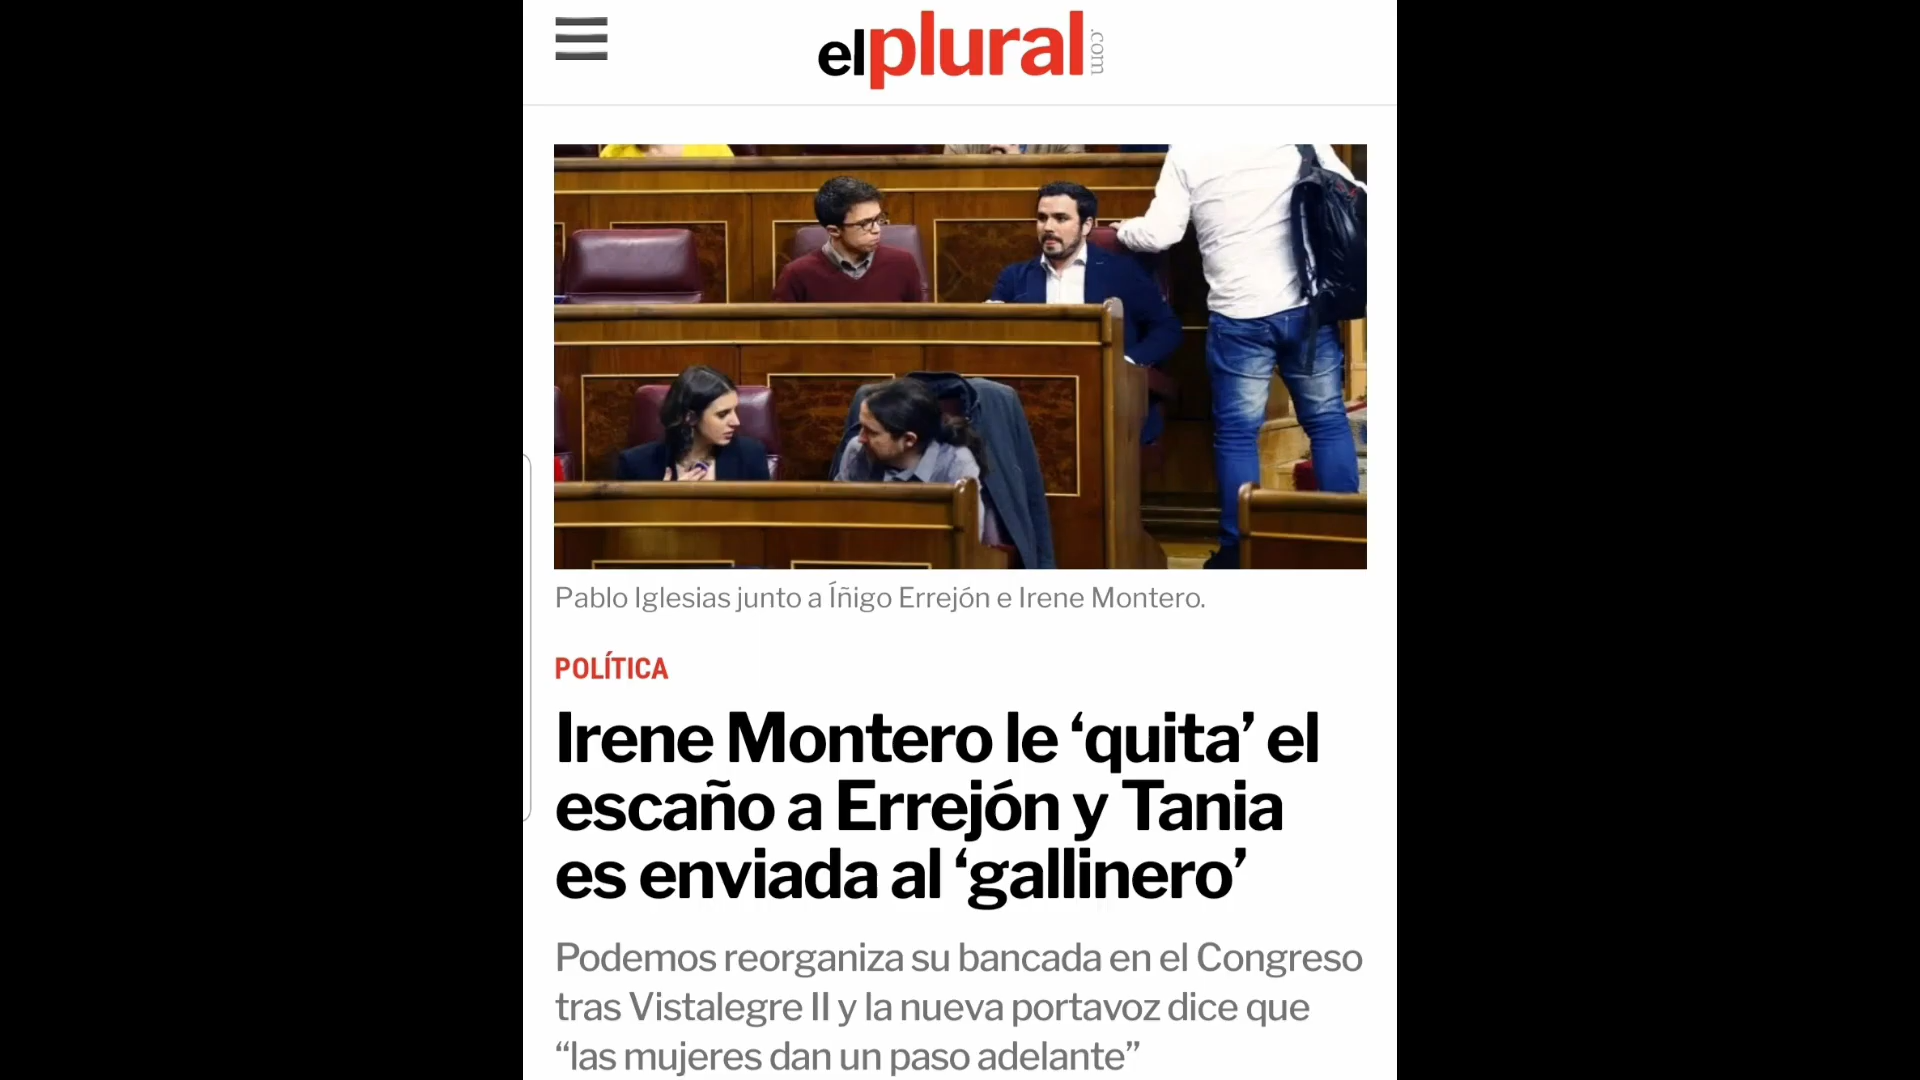 elplural.com
Pablo Iglesias junto a Íñigo Errejón e Irene Montero.
POLÍTICA
Irene Montero le ‘quita’ el
escaño a Errejón y Tania
es enviada al ‘gallinero’
Podemos reorganiza su bancada en el Congreso
tras Vistalegre II y la nueva portavoz dice que
“las mujeres dan un paso adelante”